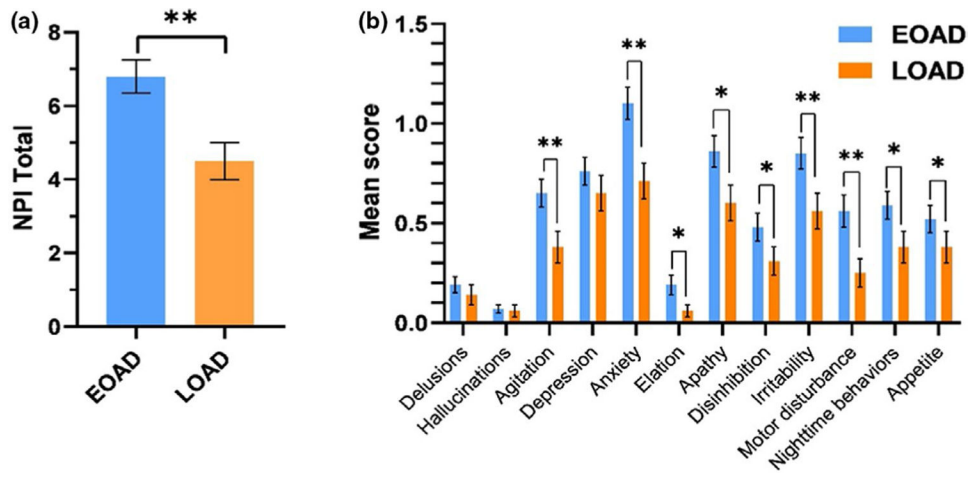 (a)
**
8
6
4
2
0
NPI Total
EOAD
LOAD
(b)
1.5
1.0
0.5
0.0
Mean score
EOAD
LOAD
**
**
*
*
*
**
**
*
*
Delusions
Hallucinations
Agitation
Depression
Anxiety
Elation
Apathy
Disinhibition
Irritability
Motor disturbance
Nighttime behaviors
Appetite